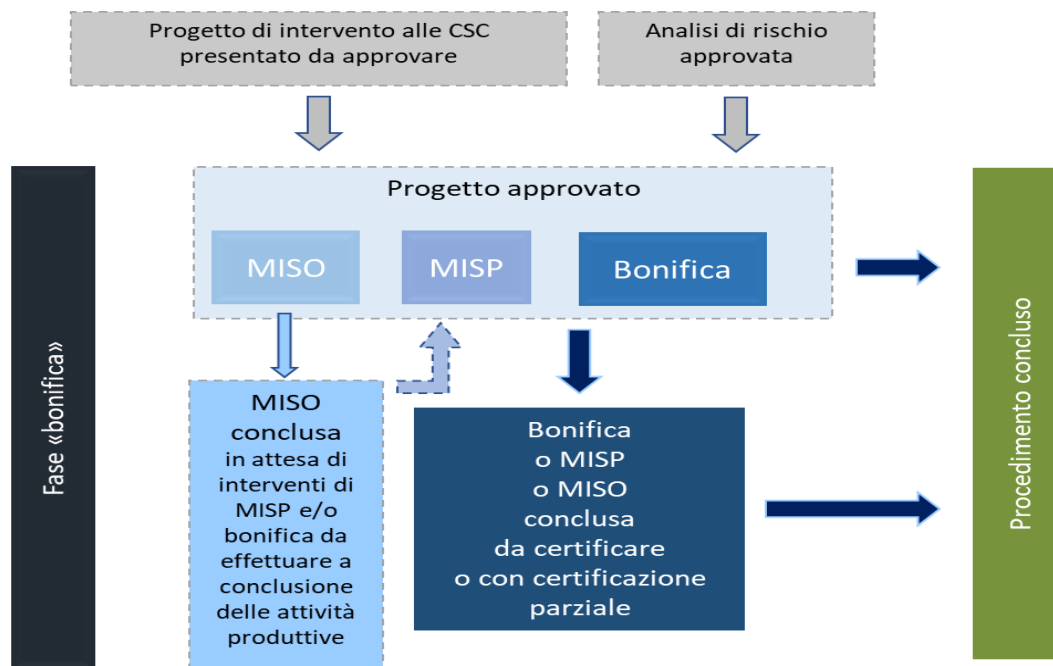 Progetto di intervento alle CSC
presentato da approvare
Analisi di rischio
approvata
Fase «bonifica»
Progetto approvato
MISO
MISP
Bonifica
MISO
conclusa
in attesa di
interventi di
MISP e/o
bonifica da
effettuare a
conclusione
delle attività
produttive
Bonifica
o MISP
o MISO
conclusa
da certificare
o con certificazione
parziale
Procedimento concluso